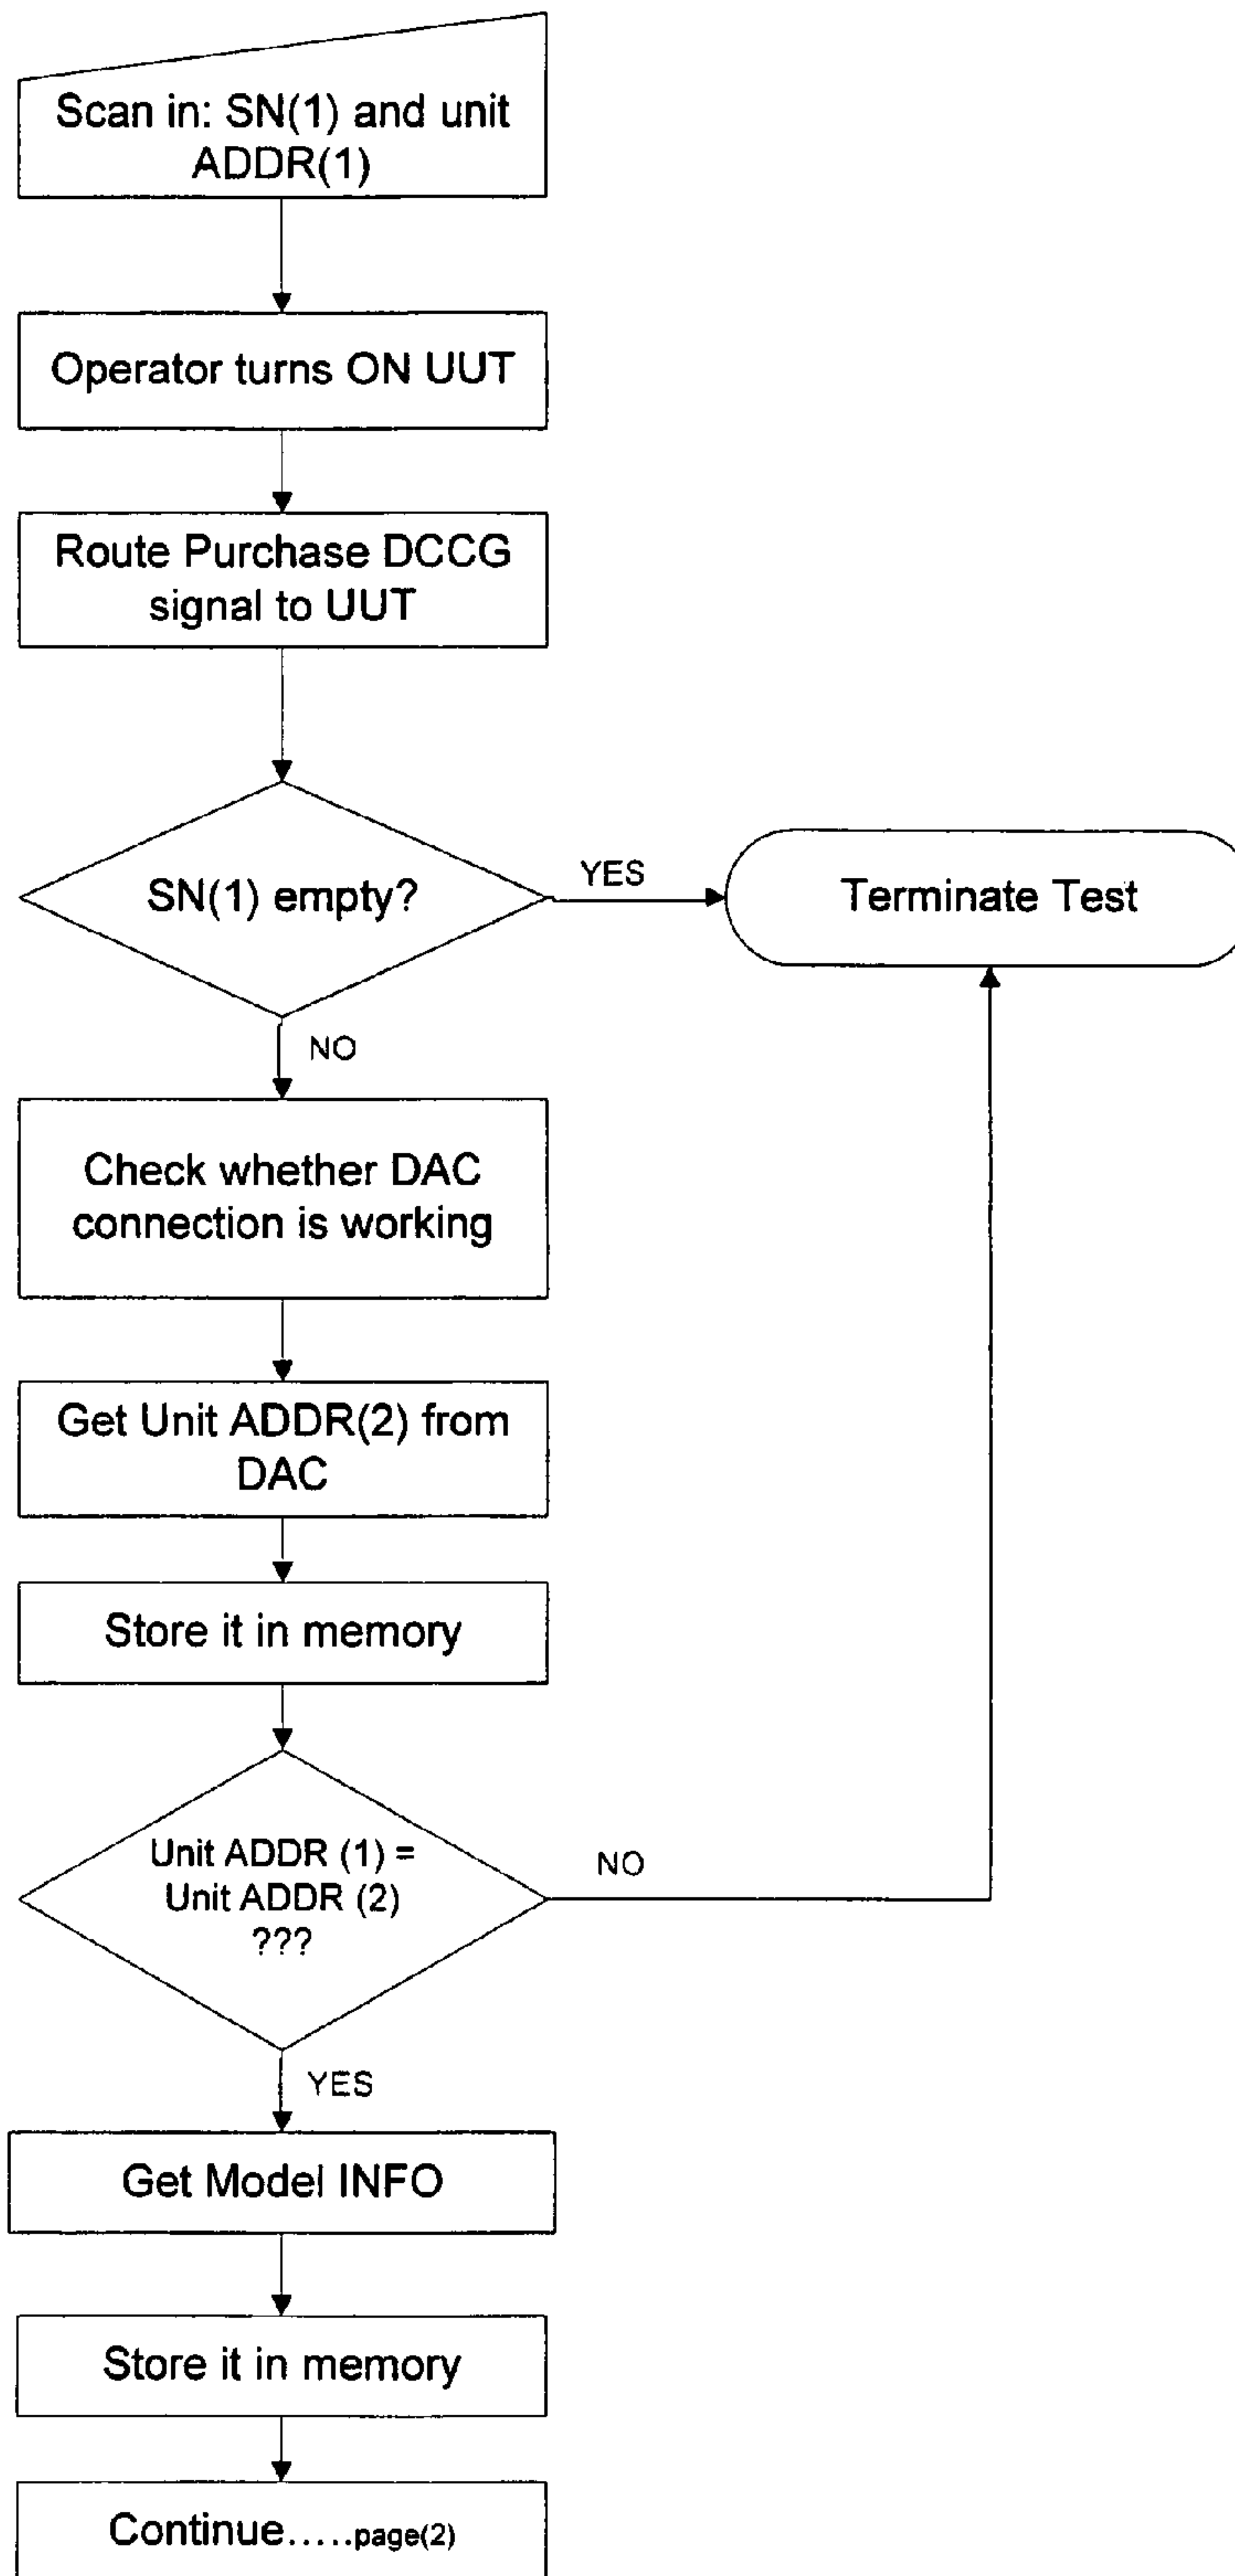 Scan in: SN(1) and unit
ADDR(1)
Operator turns ON UUT
Route Purchase DCCG
signal to UUT
SN(1) empty?
YES
Terminate Test
NO
Check whether DAC
connection is working
Get Unit ADDR(2) from
DAC
Store it in memory
Unit ADDR (1) =
Unit ADDR (2)
???
NO
YES
Get Model INFO
Store it in memory
Continue.....page(2)